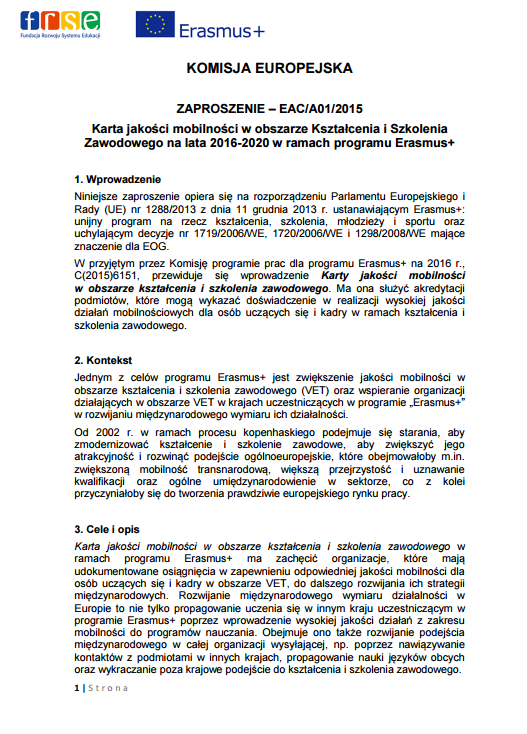 frse
Fundacja Rozwoju Systemu Edukacji
Erasmus+
KOMISJA EUROPEJSKA
ZAPROSZENIE – EAC/A01/2015
Karta jakości mobilności w obszarze Kształcenia i Szkolenia
Zawodowego na lata 2016-2020 w ramach programu Erasmus+
1. Wprowadzenie
Niniejsze zaproszenie opiera się na rozporządzeniu Parlamentu Europejskiego i
Rady (UE) nr 1288/2013 z dnia 11 grudnia 2013 r. ustanawiającym Erasmus+:
unijny program na rzecz kształcenia, szkolenia, młodzieży i sportu oraz
uchylającym decyzje nr 1719/2006/WE, 1720/2006/WE i 1298/2008/WE mające
znaczenie dla EOG.
W przyjętym przez Komisję programie prac dla programu Erasmus+ na 2016 r.,
C(2015)6151, przewiduje się wprowadzenie Karty jakości mobilności
w obszarze kształcenia i szkolenia zawodowego. Ma ona służyć akredytacji
podmiotów, które mogą wykazać doświadczenie w realizacji wysokiej jakości
działań mobilnościowych dla osób uczących się i kadry w ramach kształcenia i
szkolenia zawodowego.
2. Kontekst
Jednym z celów programu Erasmus+ jest zwiększenie jakości mobilności w
obszarze kształcenia i szkolenia zawodowego (VET) oraz wspieranie organizacji
działających w obszarze VET w krajach uczestniczących w programie „Erasmus+”
w rozwijaniu międzynarodowego wymiaru ich działalności.
Od 2002 r. w ramach procesu kopenhaskiego podejmuje się starania, aby
zmodernizować kształcenie i szkolenie zawodowe, aby zwiększyć jego
atrakcyjność i rozwinąć podejście ogólnoeuropejskie, które obejmowałoby m.in.
zwiększoną mobilność transnarodową, większą przejrzystość i uznawanie
kwalifikacji oraz ogólne umiędzynarodowienie w sektorze, co z kolei
przyczyniałoby się do tworzenia prawdziwie europejskiego rynku pracy.
3. Cele i opis
Karta jakości mobilności w obszarze kształcenia i szkolenia zawodowego w
ramach programu Erasmus+ ma zachęcić organizacje, które mają
udokumentowane osiągnięcia w zapewnieniu odpowiedniej jakości mobilności dla
osób uczących się i kadry w obszarze VET, do dalszego rozwijania ich strategii
międzynarodowych. Rozwijanie międzynarodowego wymiaru działalności w
Europie to nie tylko propagowanie uczenia się w innym kraju uczestniczącym w
programie Erasmus+ poprzez wprowadzenie wysokiej jakości działań z zakresu
mobilności do programów nauczania. Obejmuje ono także rozwijanie podejścia
międzynarodowego w całej organizacji wysyłającej, np. poprzez nawiązywanie
kontaktów z podmiotami w innych krajach, propagowanie nauki języków obcych
oraz wykraczanie poza krajowe podejście do kształcenia i szkolenia zawodowego.
1 | Strona